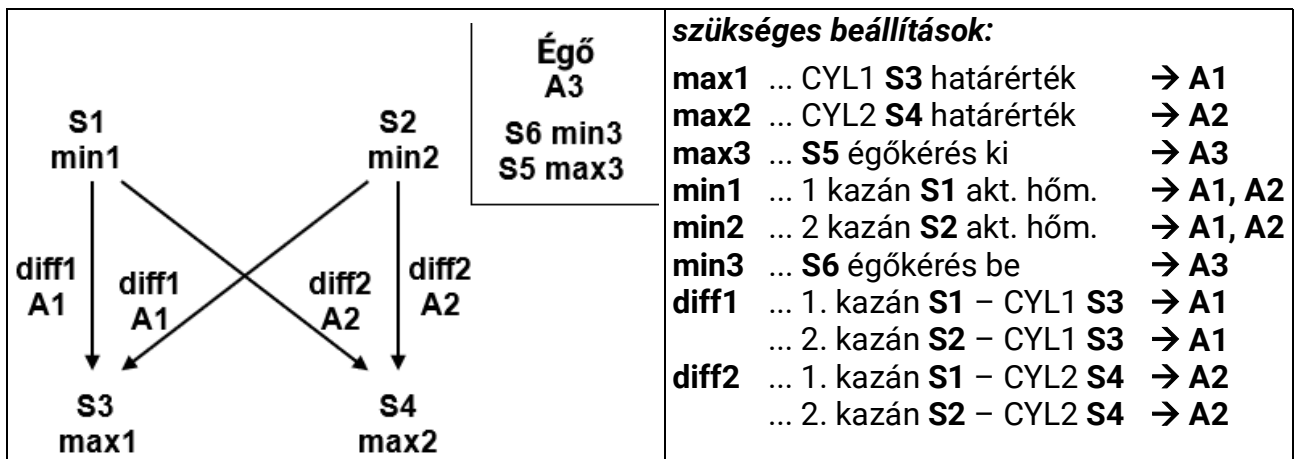 Égő
A3
S6 min3
S5 max3
S1
min1
S2
min2
diff1
A1
diff1
A1
diff2
A2
diff2
A2
S3
max1
S4
max2
szükséges beállítások:
max1 ... CYL1 S3 határérték → A1
max2 ... CYL2 S4 határérték → A2
max3 ... S5 égőkérés ki → A3
min1 ... 1 kazán S1 akt. hőm. → A1, A2
min2 ... 2 kazán S2 akt. hőm. → A1, A2
min3 ... S6 égőkérés be → A3
diff1 ... 1. kazán S1 – CYL1 S3 → A1
... 2. kazán S2 – CYL1 S3 → A1
diff2 ... 1. kazán S1 – CYL2 S4 → A2
... 2. kazán S2 – CYL2 S4 → A2